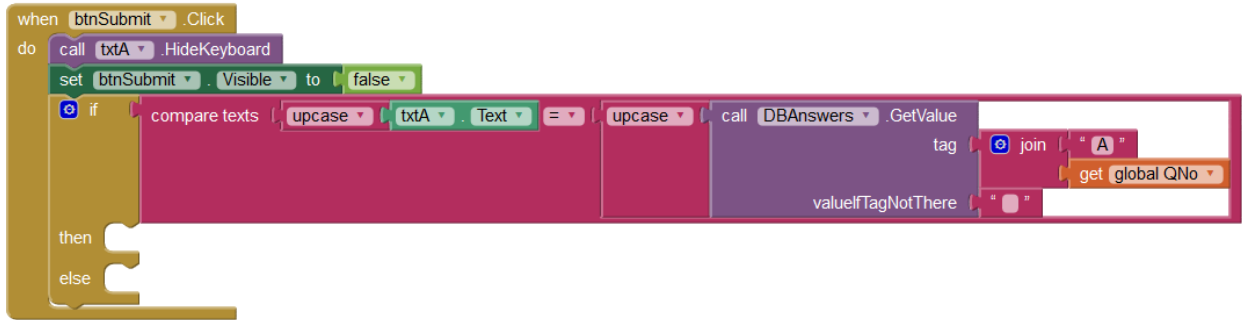 when btnSubmit .Click
do call txtA .HideKeyboard
set btnSubmit . Visible to false
if compare texts upcase txtA . Text = upcase call DBAnswers .GetValue
tag join “ A ”
get global QNo
valueIfTagNotThere “ ”
then
else